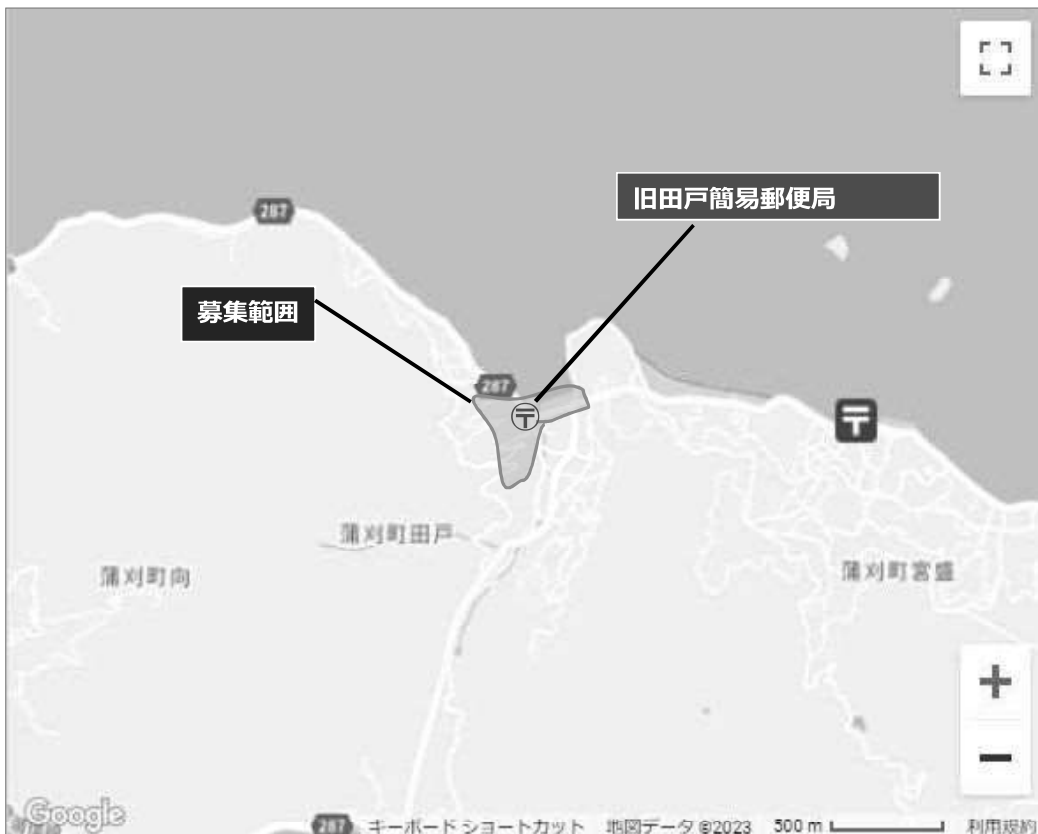 旧田戸簡易郵便局
287
募集範囲
287
〒
〒
蒲刈町田戸
蒲刈町向
蒲刈町宮盛
Google
287 キーボード ショートカット 地図データ ©2023 500 m 利用規約